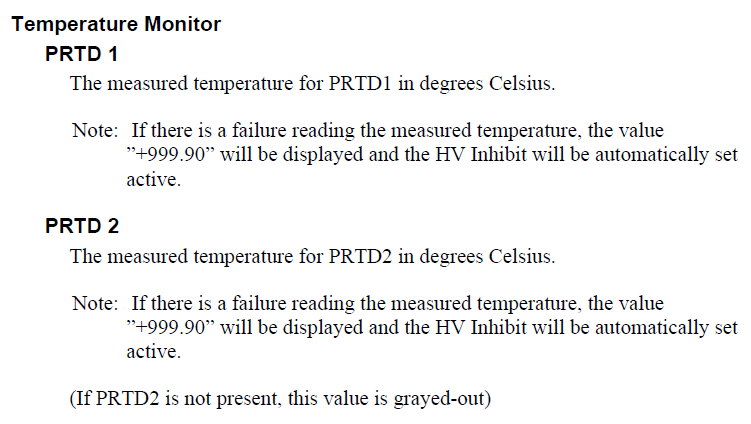 Temperature Monitor
PRTD 1
The measured temperature for PRTD1 in degrees Celsius.
Note: If there is a failure reading the measured temperature, the value
”+999.90” will be displayed and the HV Inhibit will be automatically set
active.
PRTD 2
The measured temperature for PRTD2 in degrees Celsius.
Note: If there is a failure reading the measured temperature, the value
”+999.90” will be displayed and the HV Inhibit will be automatically set
active.
(If PRTD2 is not present, this value is grayed-out)